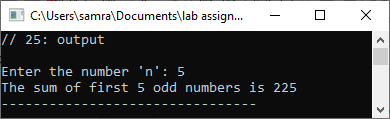 C:\Users\samra\Documents\lab assign...
// 25: output
Enter the number 'n': 5
The sum of first 5 odd numbers is 225
--------------------------------